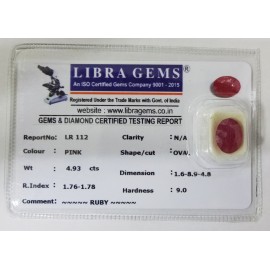 LIBRA GEMS®
An ISO Certified Gems Company 9001 - 2015
Registered Under the Trade Marks with Govt. of India
website : www.libragems.co.in
GEMS & DIAMOND CERTIFIED TESTING REPORT
ReportNo: LR 112 Clarity : N/A
Colour : PINK Shape/cut : OVAL
Wt : 4.93 cts Dimension : 1.6-8.9-4.8
R.Index : 1.76-1.78 Hardness : 9.0
Comment: ~~~~~ RUBY ~~~~~